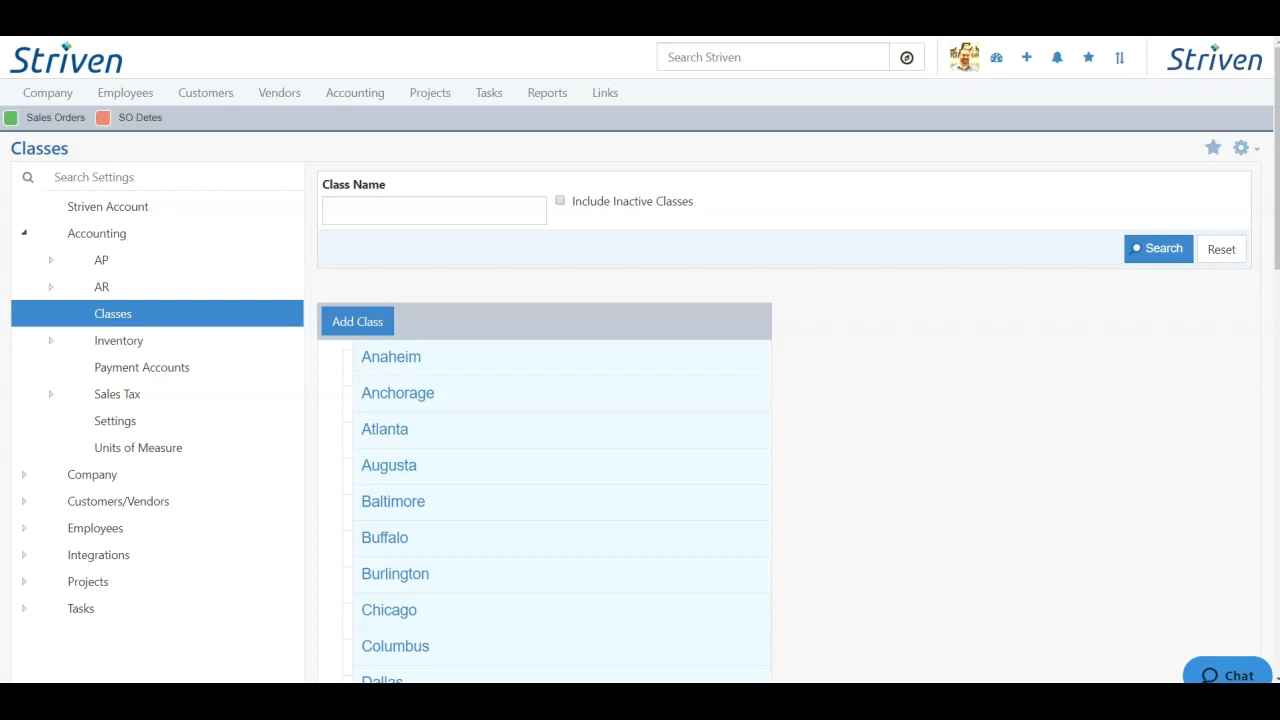 Striven
Search Striven
Striven
Company Employees Customers Vendors Accounting Projects Tasks Reports Links
Sales Orders SO Detes
Classes
Search Settings
Striven Account
Accounting
AP
AR
Classes
Inventory
Payment Accounts
Sales Tax
Settings
Units of Measure
Company
Customers/Vendors
Employees
Integrations
Projects
Tasks
Class Name
Include Inactive Classes
Search Reset
Add Class
Anaheim
Anchorage
Atlanta
Augusta
Baltimore
Buffalo
Burlington
Chicago
Columbus
Dallas
Chat